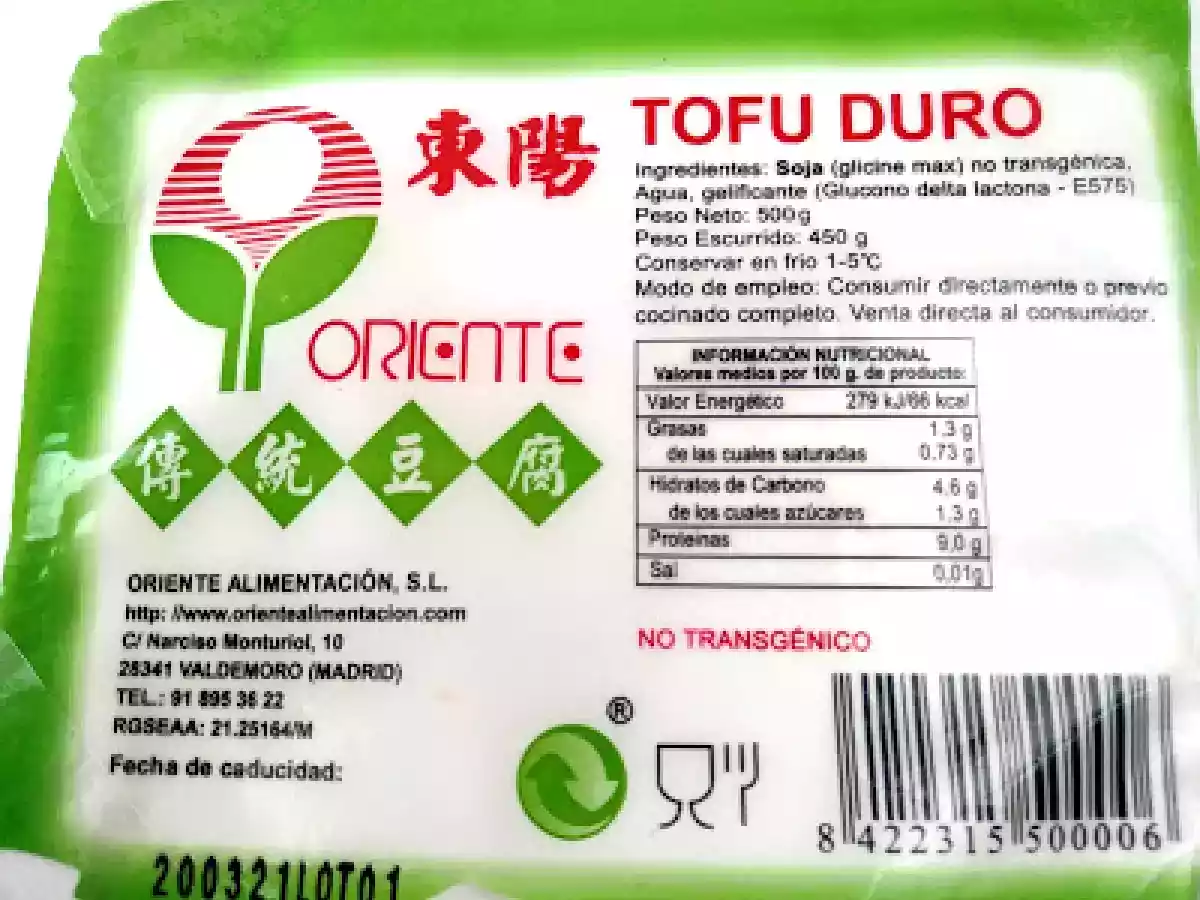 東陽
ORIENTE
傳統豆腐
TOFU DURO
Ingredientes: Soja (glicine max) no transgénica,
Agua, gelificante (Glucono delta lactona - E575)
Peso Neto: 500g
Peso Escurrido: 450 g
Conservar en frio 1-5℃
Modo de empleo: Consumir directamente o previo
cocinado completo. Venta directa al consumidor.
INFORMACIÓN NUTRICIONAL
Valores medios por 100 g. de producto:
Valor Energético 279 kJ/66 kcal
Grasas 1,3 g
de las cuales saturadas 0.73 g
Hidratos de Carbono 4.6 g
de los cuales azúcares 1,3 g
Proteinas 9,0 g
Sal 0,01g
NO TRANSGÉNICO
ORIENTE ALIMENTACIÓN, S.L.
http: //www.orientealimentacion.com
C/ Narciso Monturiol, 10
28341 VALDEMORO (MADRID)
TEL.: 91 895 36 22
RGSEAA: 21.25164/M
Fecha de caducidad:
200321LOT01
®
8 422315 500006